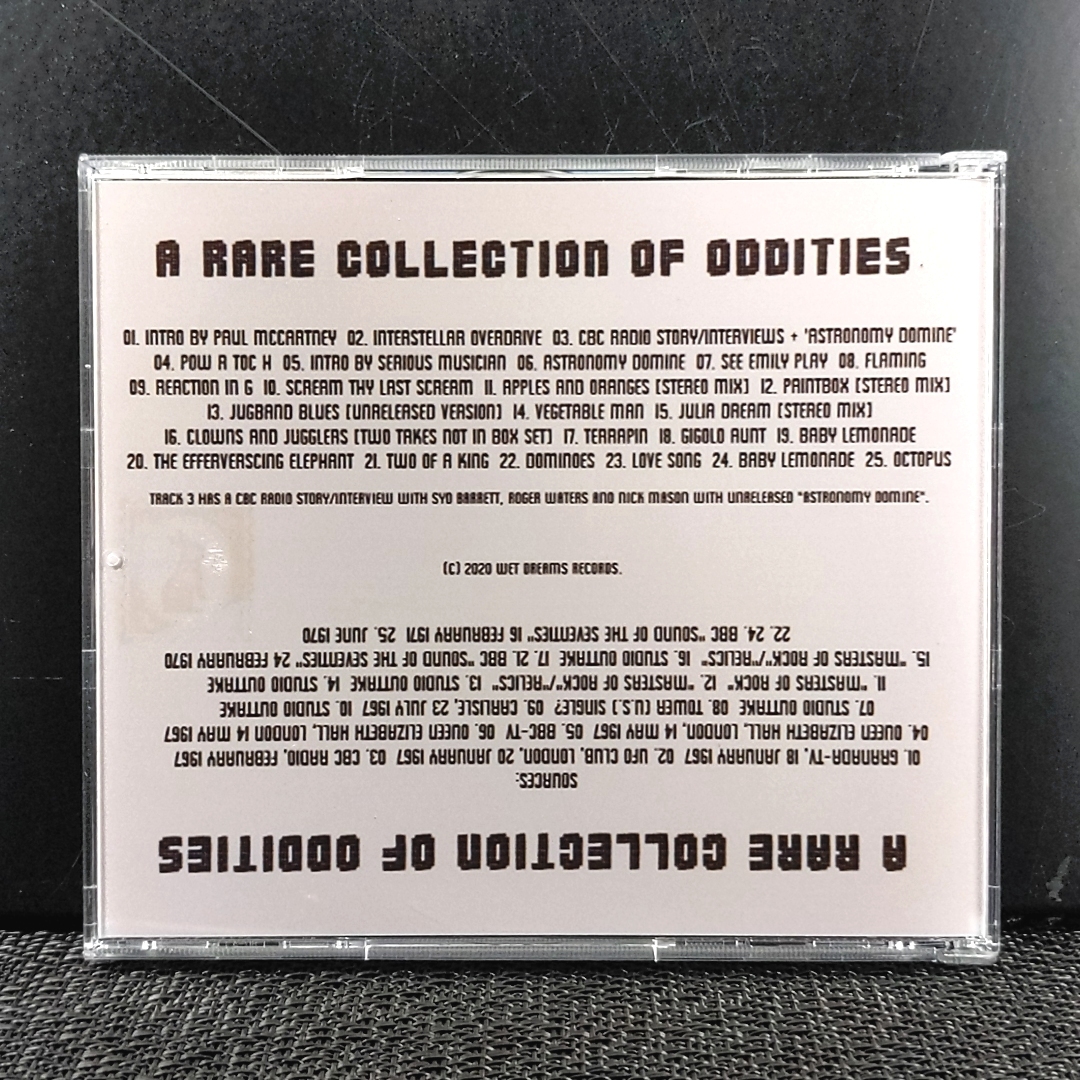 A RARE COLLECTION OF ODDITIES
01. INTRO BY PAUL MCCARTNEY 02. INTERSTELLAR OVERDRIVE 03. CBC RADIO STORY/INTERVIEWS + 'ASTRONOMY DOMINE'
04. POW R TOC H 05. INTRO BY SERIOUS MUSICIAN 06. ASTRONOMY DOMINE 07. SEE EMILY PLAY 08. FLAMING
09. REACTION IN G 10. SCREAM THY LAST SCREAM 11. APPLES AND ORANGES [STEREO MIX] 12. PAINTBOX [STEREO MIX]
13. JUGBAND BLUES [UNRELEASED VERSION] 14. VEGETABLE MAN 15. JULIA DREAM [STEREO MIX]
16. CLOWNS AND JUGGLERS [TWO TAKES NOT IN BOX SET] 17. TERRAPIN 18. GIGOLO AUNT 19. BABY LEMONADE
20. THE EFFERVERSCING ELEPHANT 21. TWO OF A KING 22. DOMINOES 23. LOVE SONG 24. BABY LEMONADE 25. OCTOPUS
TRACK 3 HAS A CBC RADIO STORY/INTERVIEW WITH SYD BARRETT, ROGER WATERS AND NICK MASON WITH UNRELEASED "ASTRONOMY DOMINE".
(C) 2020 WET DREAMS RECORDS.
A RARE COLLECTION OF ODDITIES
SOURCES:
01. GRANADA-TV, 18 JANUARY 1967 02. UFO CLUB, LONDON, 20 JANUARY 1967 03. CBC RADIO, FEBRUARY 1967
04. QUEEN ELIZABETH HALL, LONDON, 14 MAY 1967 05. BBC-TV 06. QUEEN ELIZABETH HALL, LONDON 14 MAY 1967
07. STUDIO OUTTAKE 08. TOWER [U.S.] SINGLE? 09. CARLISLE, 23 JULY 1967 10. STUDIO OUTTAKE
11. "MASTERS OF ROCK" 12. "MASTERS OF ROCK"/"RELICS" 13. STUDIO OUTTAKE 14. STUDIO OUTTAKE
15. "MASTERS OF ROCK"/"RELICS" 16. STUDIO OUTTAKE 17. 21. BBC "SOUND OF THE SEVENTIES" 24 FEBRUARY 1970
22. 24. BBC "SOUND OF THE SEVENTIES" 16 FEBRUARY 1971 25. JUNE 1970